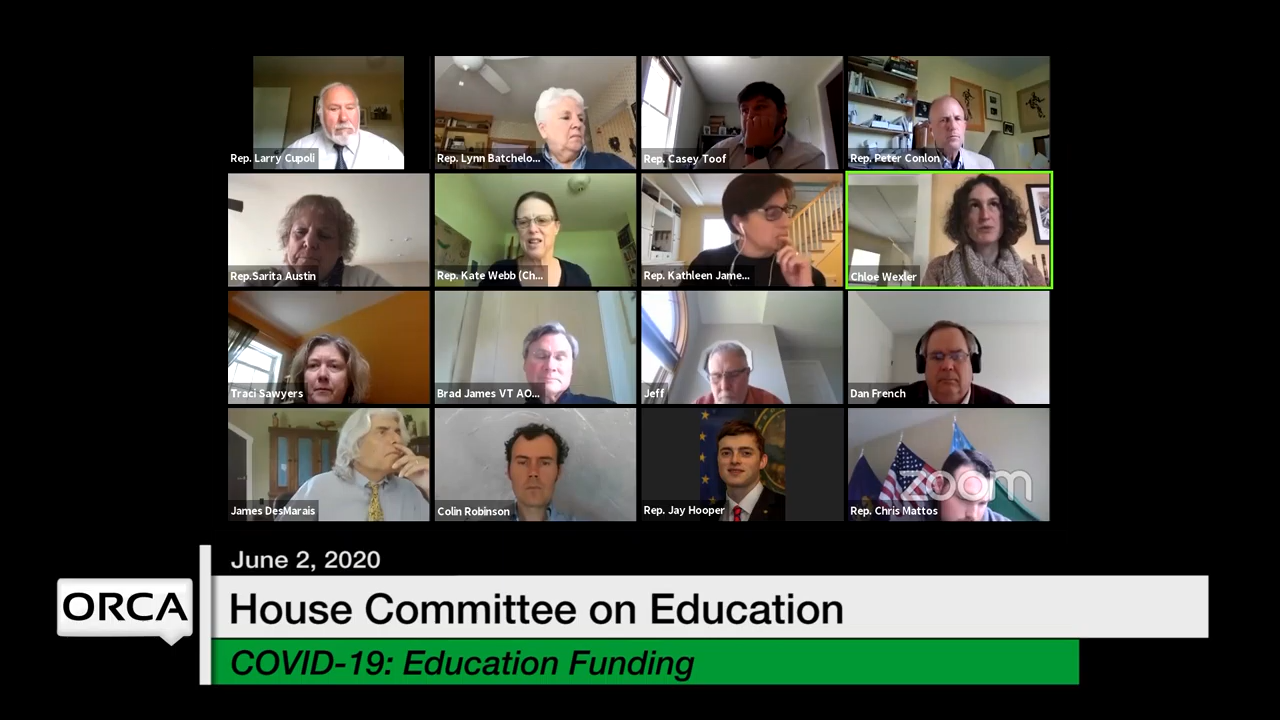 Rep. Larry Cupoli
Rep. Lynn Batchelo...
Rep. Casey Toof
Rep. Peter Conlon
Rep.Sarita Austin
Rep. Kate Webb (Ch...
Rep. Kathleen Jame...
Chloe Wexler
Traci Sawyers
Brad James VT AO...
Jeff
Dan French
James DesMarais
Colin Robinson
Rep. Jay Hooper
zoom
Rep. Chris Mattos
June 2, 2020
ORCA
House Committee on Education
COVID-19: Education Funding